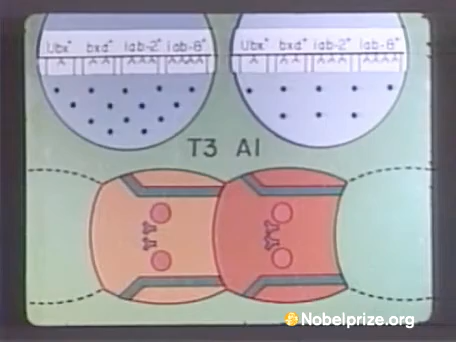 Ubx⁺ bxd⁺ iab-2⁺ iab-8⁺ Ubx⁺ bxd⁺ iab-2⁺ iab-8⁺
T3 A1
Nobelprize.org